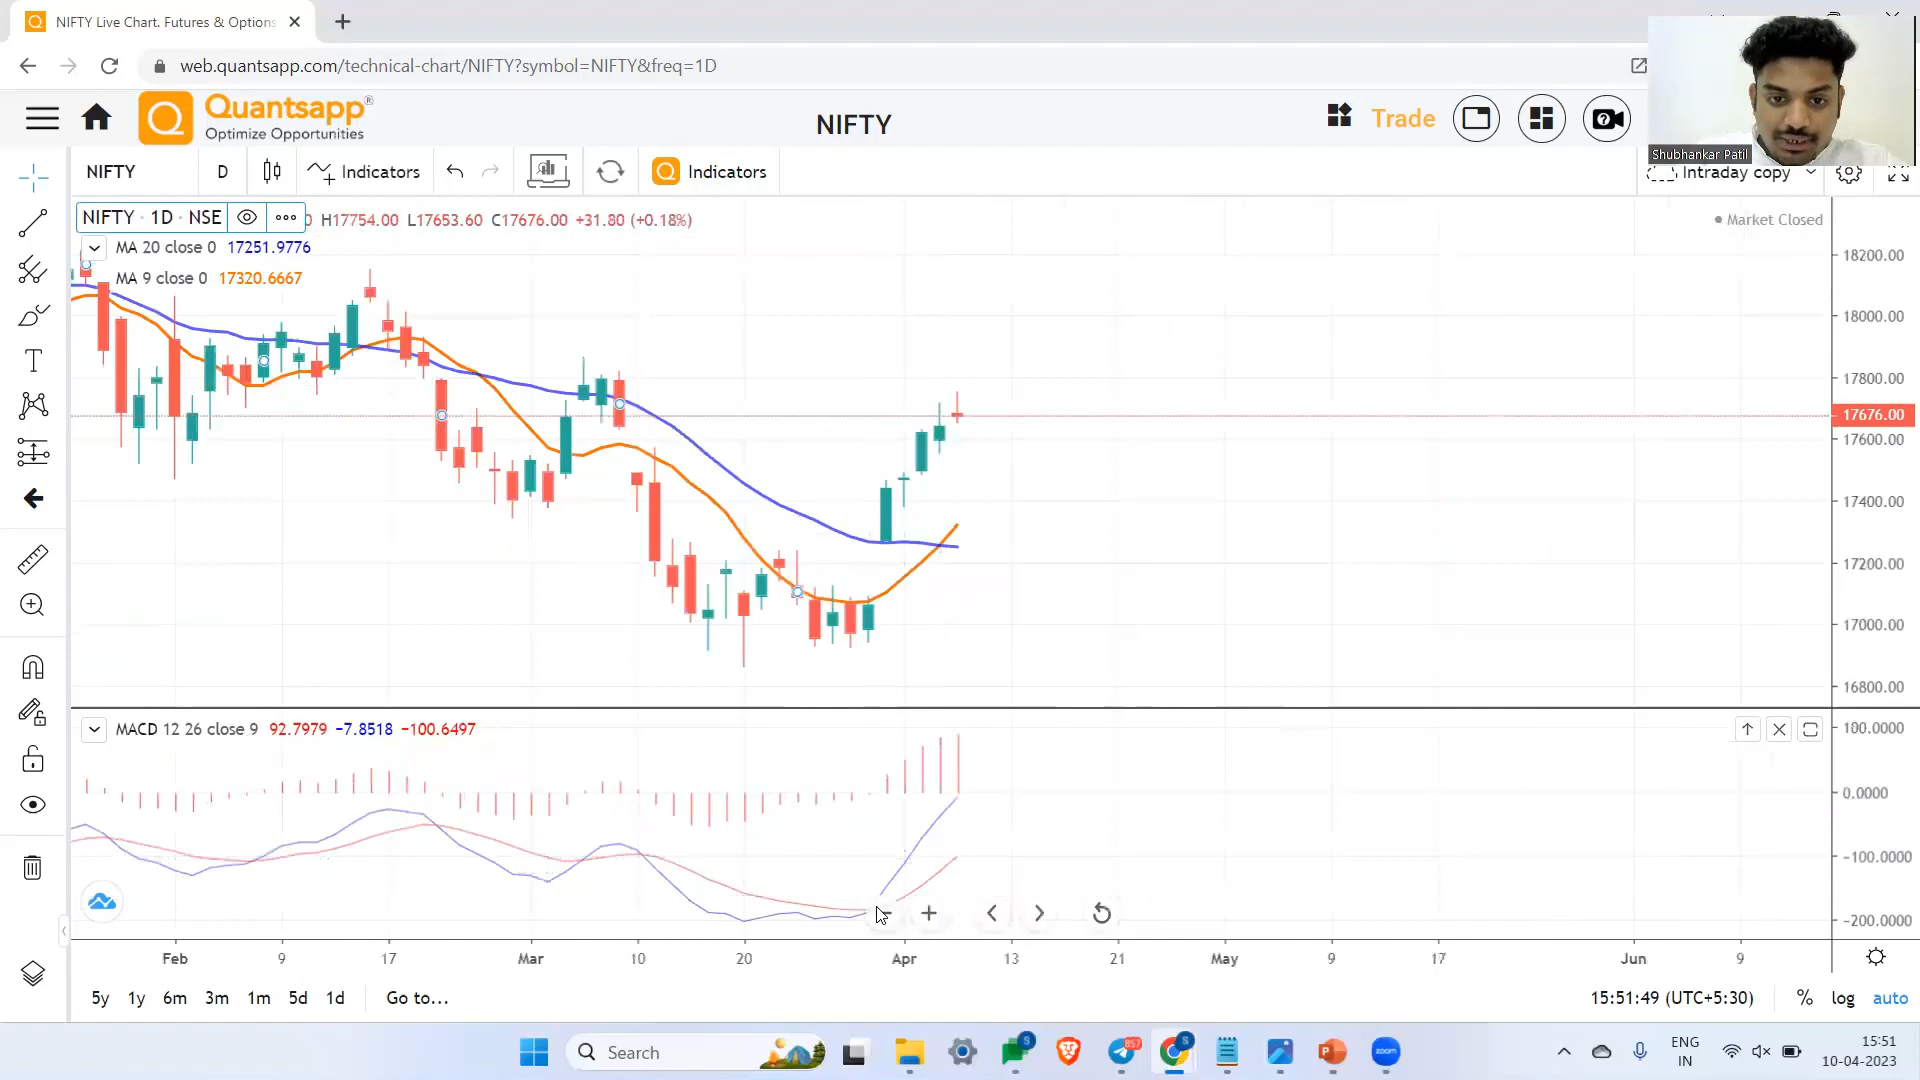 NIFTY Live Chart. Futures & Options
web.quantsapp.com/technical-chart/NIFTY?symbol=NIFTY&freq=1D
Quantsapp®
Optimize Opportunities
NIFTY
Trade
Shubhankar Patil
NIFTY
D
Indicators
Indicators
Intraday copy
NIFTY · 1D · NSE
0 H17754.00 L17653.60 C17676.00 +31.80 (+0.18%)
Market Closed
MA 20 close 0 17251.9776
MA 9 close 0 17320.6667
18200.00
18000.00
17800.00
17676.00
17600.00
17400.00
17200.00
17000.00
16800.00
MACD 12 26 close 9 92.7979 −7.8518 −100.6497
100.0000
0.0000
−100.0000
−200.0000
Feb 9 17 Mar 10 20 Apr 13 21 May 9 17 Jun 9
5y 1y 6m 3m 1m 5d 1d Go to...
15:51:49 (UTC+5:30) % log auto
Search
857
zoom
ENG
IN
15:51
10-04-2023